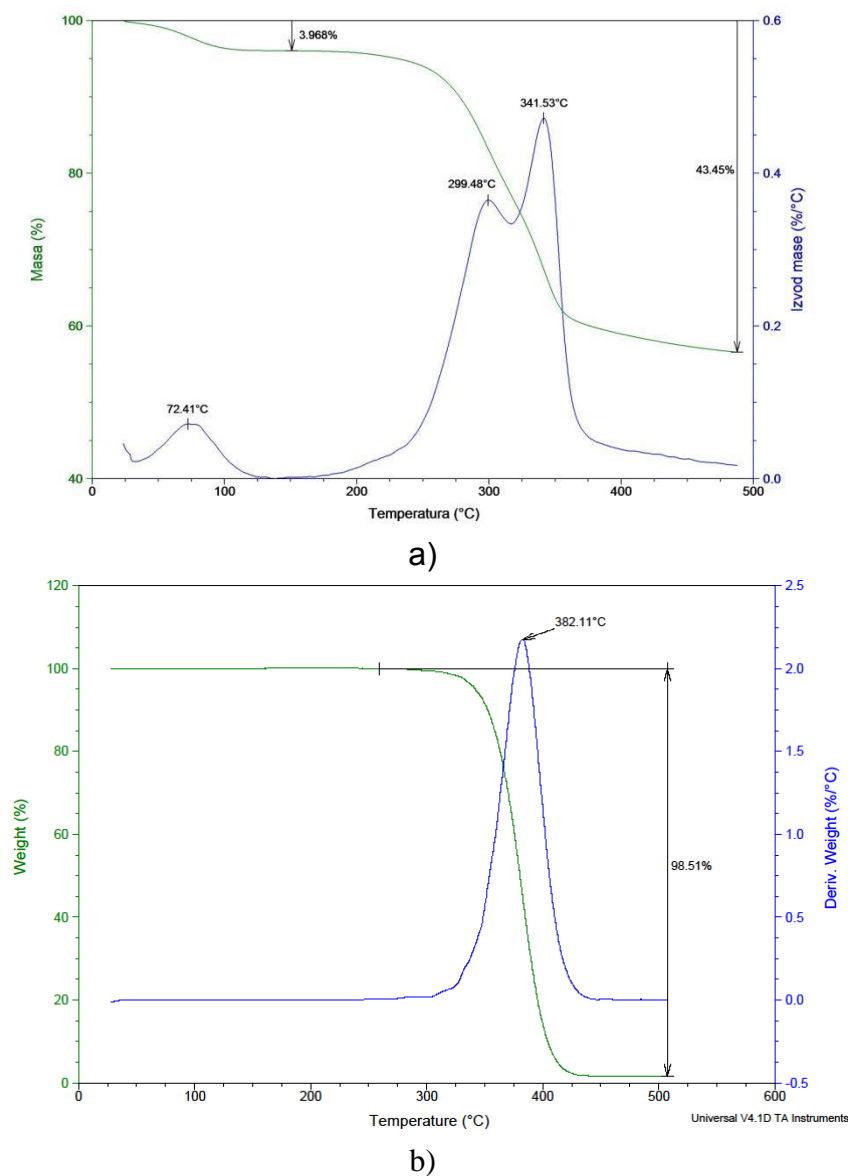 100
0.6
3.968%
341.53°C
80
0.4
43.45%
299.48°C
Masa (%)
Izvod mase (%/°C)
60
0.2
72.41°C
40
0.0
0
100
200
300
400
500
Temperatura (°C)
a)
120
2.5
382.11°C
100
2.0
80
1.5
Weight (%)
60
1.0
Deriv. Weight (%/°C)
98.51%
40
0.5
20
0.0
0
-0.5
0
100
200
300
400
500
600
Temperature (°C)
Universal V4.1D TA Instruments
b)